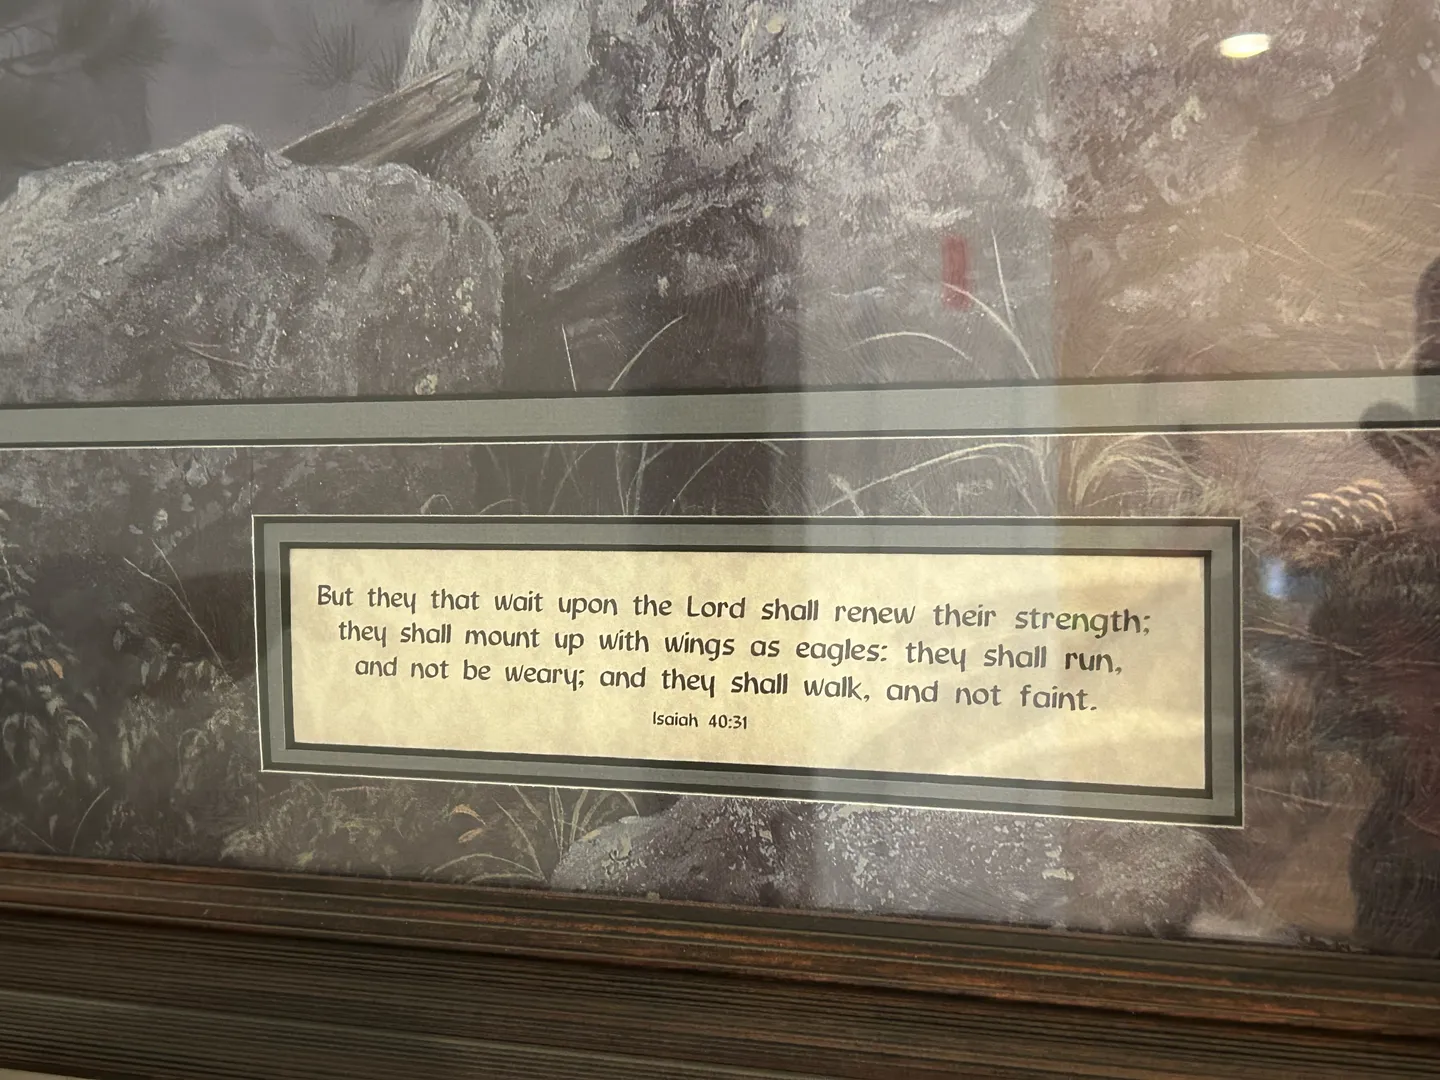 But they that wait upon the Lord shall renew their strength;
they shall mount up with wings as eagles: they shall run,
and not be weary; and they shall walk, and not faint.
Isaiah 40:31